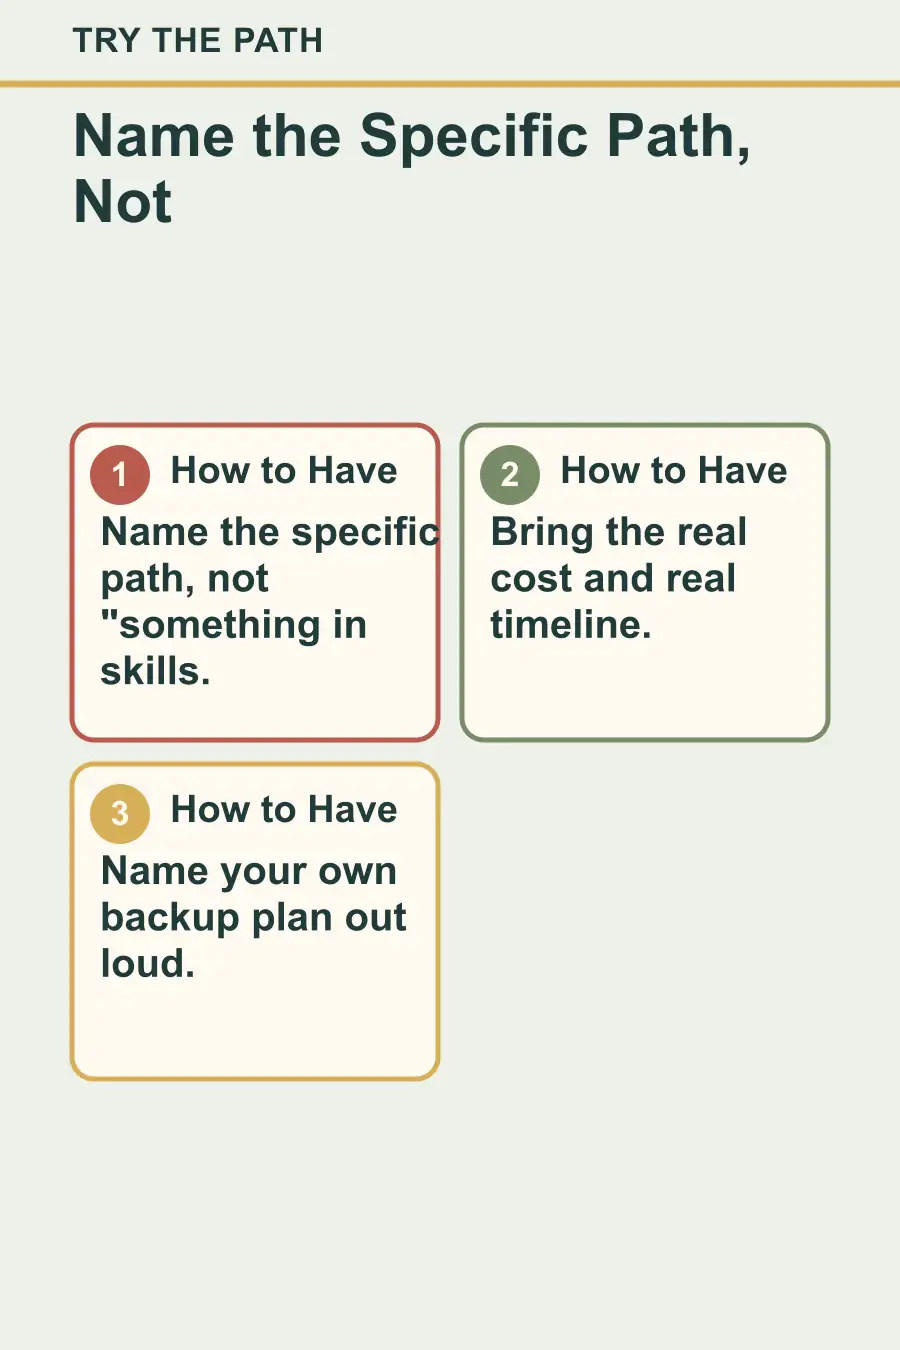 TRY THE PATH
Name the Specific Path,
Not
1 How to Have
Name the specific
path, not
"something in
skills.
2 How to Have
Bring the real
cost and real
timeline.
3 How to Have
Name your own
backup plan out
loud.